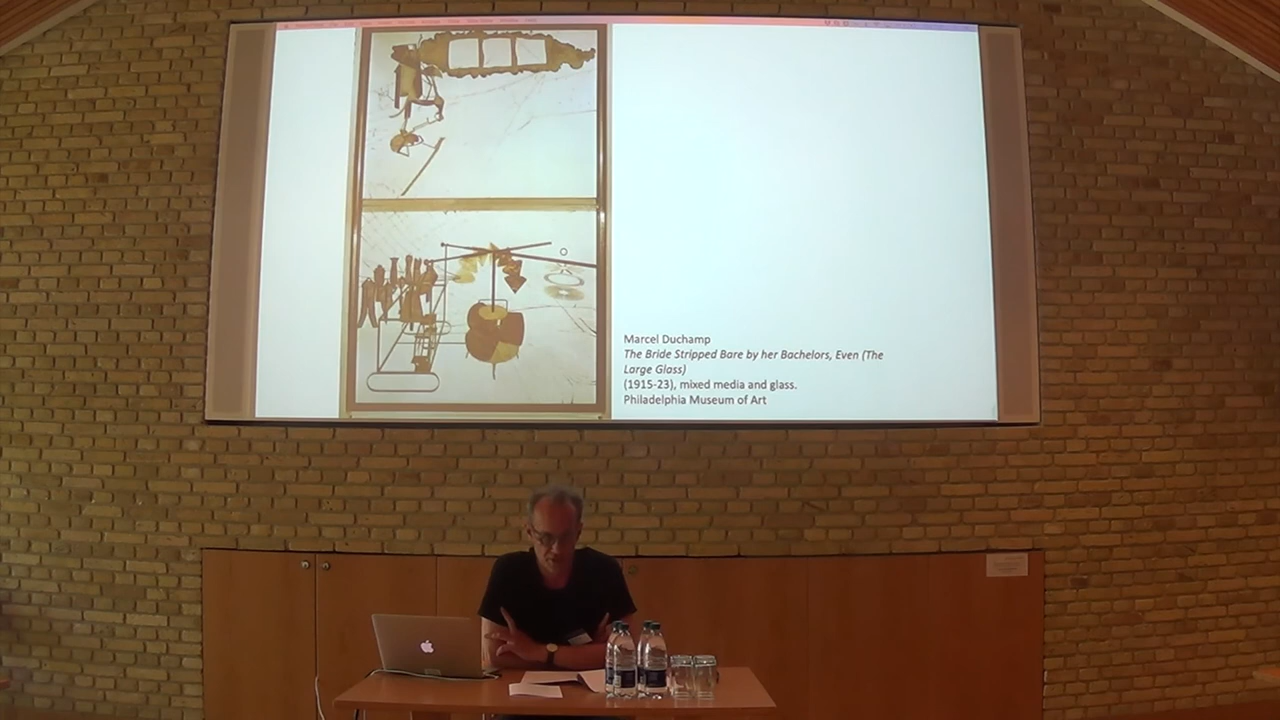 Marcel Duchamp
The Bride Stripped Bare by her Bachelors, Even (The
Large Glass)
(1915-23), mixed media and glass.
Philadelphia Museum of Art